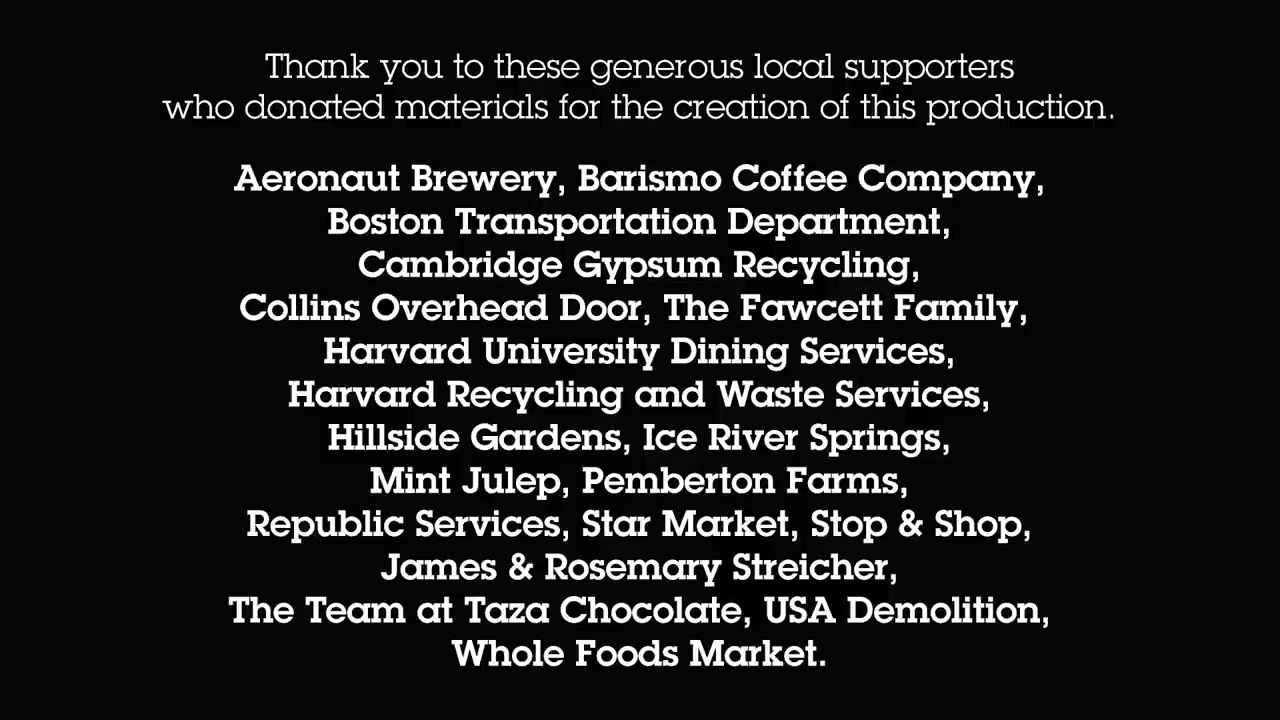 Thank you to these generous local supporters
who donated materials for the creation of this production.
Aeronaut Brewery, Barismo Coffee Company,
Boston Transportation Department,
Cambridge Gypsum Recycling,
Collins Overhead Door, The Fawcett Family,
Harvard University Dining Services,
Harvard Recycling and Waste Services,
Hillside Gardens, Ice River Springs,
Mint Julep, Pemberton Farms,
Republic Services, Star Market, Stop & Shop,
James & Rosemary Streicher,
The Team at Taza Chocolate, USA Demolition,
Whole Foods Market.